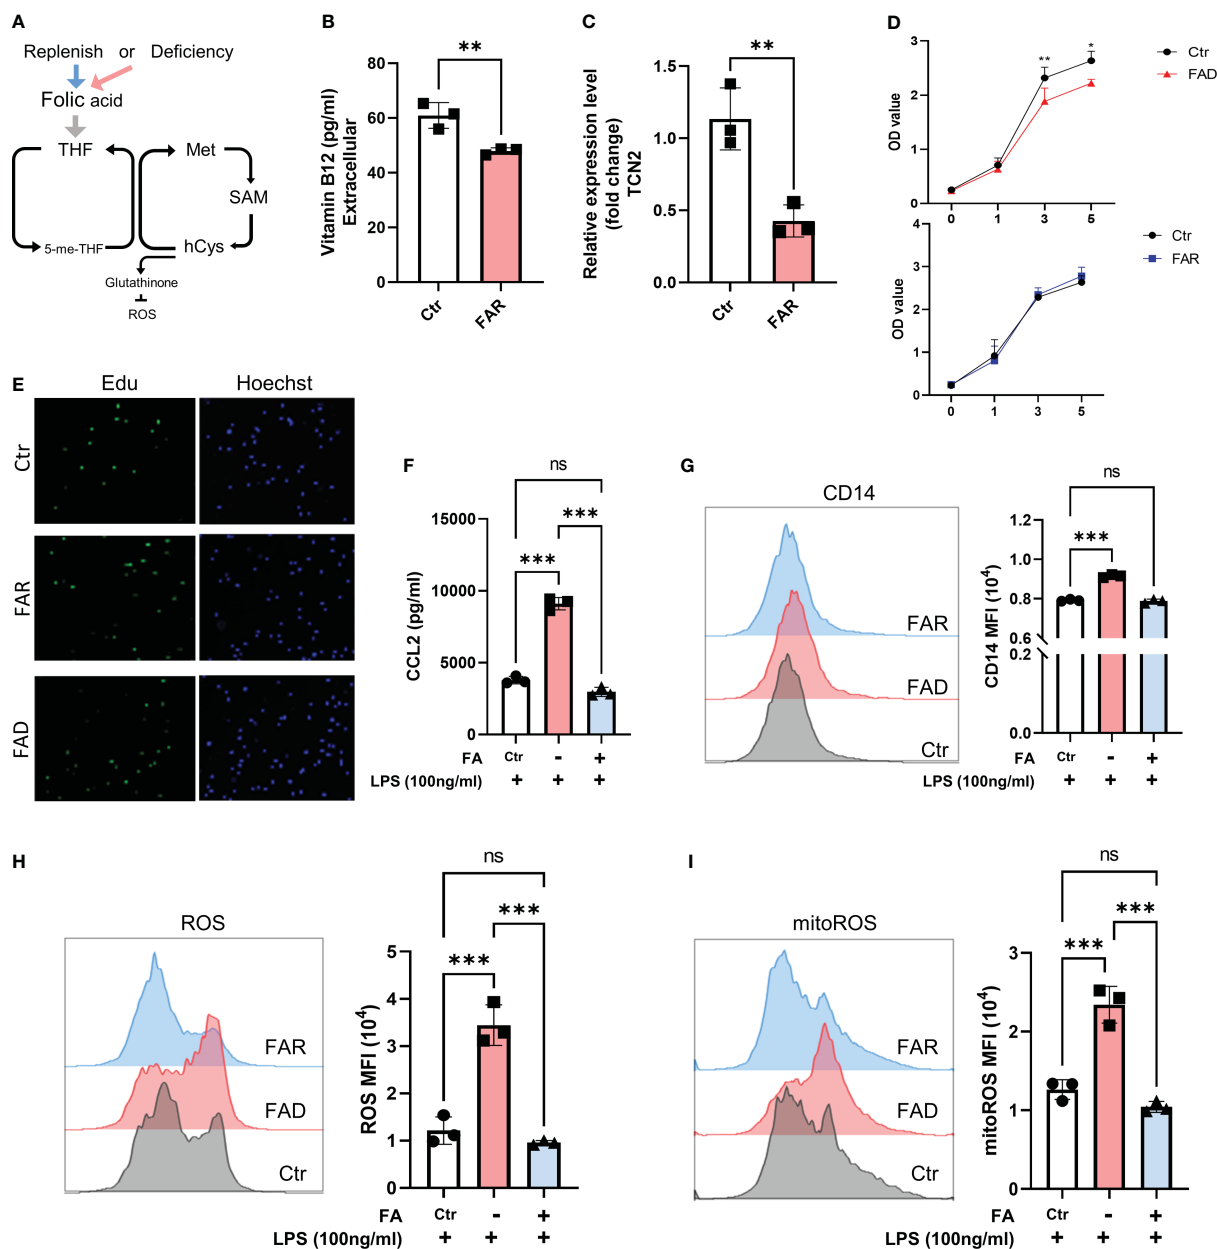 A
Replenish or Deficiency
Folic acid
THF
Met
SAM
5-me-THF
hCys
Glutathinone
ROS
B
**
Vitamin B12 (pg/ml)
Extracellular
100
80
60
40
20
0
Ctr
FAR
C
**
Relative expression level
(fold change)
TCN2
1.5
1.0
0.5
0.0
Ctr
FAR
D
OD value
3
2
1
0
0 1 3 5
**
*
Ctr
FAD
OD value
4
3
2
1
0
0 1 3 5
Ctr
FAR
E
Edu Hoechst
Ctr
FAR
FAD
F
ns
***
***
CCL2 (pg/ml)
15000
10000
5000
0
FA Ctr - +
LPS (100ng/ml) + + +
G
CD14
FAR
FAD
Ctr
ns
***
CD14 MFI (10⁴)
1.2
1.0
0.8
0.6
0.2
0.0
FA Ctr - +
LPS (100ng/ml) + + +
H
ROS
FAR
FAD
Ctr
ns
***
***
ROS MFI (10⁴)
5
4
3
2
1
0
FA Ctr - +
LPS (100ng/ml) + + +
I
mitoROS
FAR
FAD
Ctr
ns
***
***
mitoROS MFI (10⁴)
3
2
1
0
FA Ctr - +
LPS (100ng/ml) + + +